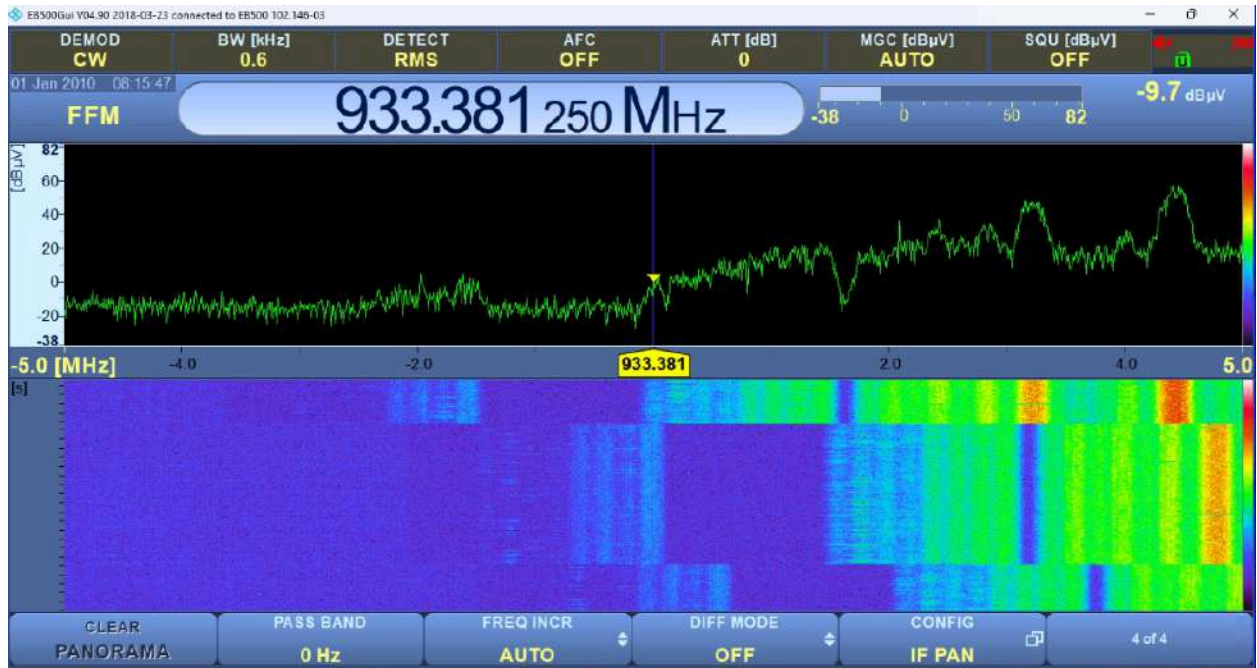 EB500Gui V04.90 2018-03-23 connected to EB500 102.146-03
DEMOD BW [kHz] DETECT AFC ATT [dB] MGC [dBµV] SQU [dBµV]
CW 0.6 RMS OFF 0 AUTO OFF
01 Jan 2010 08:15:47
FFM 933.381 250 MHz -38 0 50 82 -9.7 dBµV
[dBµV]
82
60
40
20
0
-20
-38
-5.0 [MHz] -4.0 -2.0 933.381 2.0 4.0 5.0
[s]
CLEAR PASS BAND FREQ INCR DIFF MODE CONFIG 4 of 4
PANORAMA 0 Hz AUTO OFF IF PAN